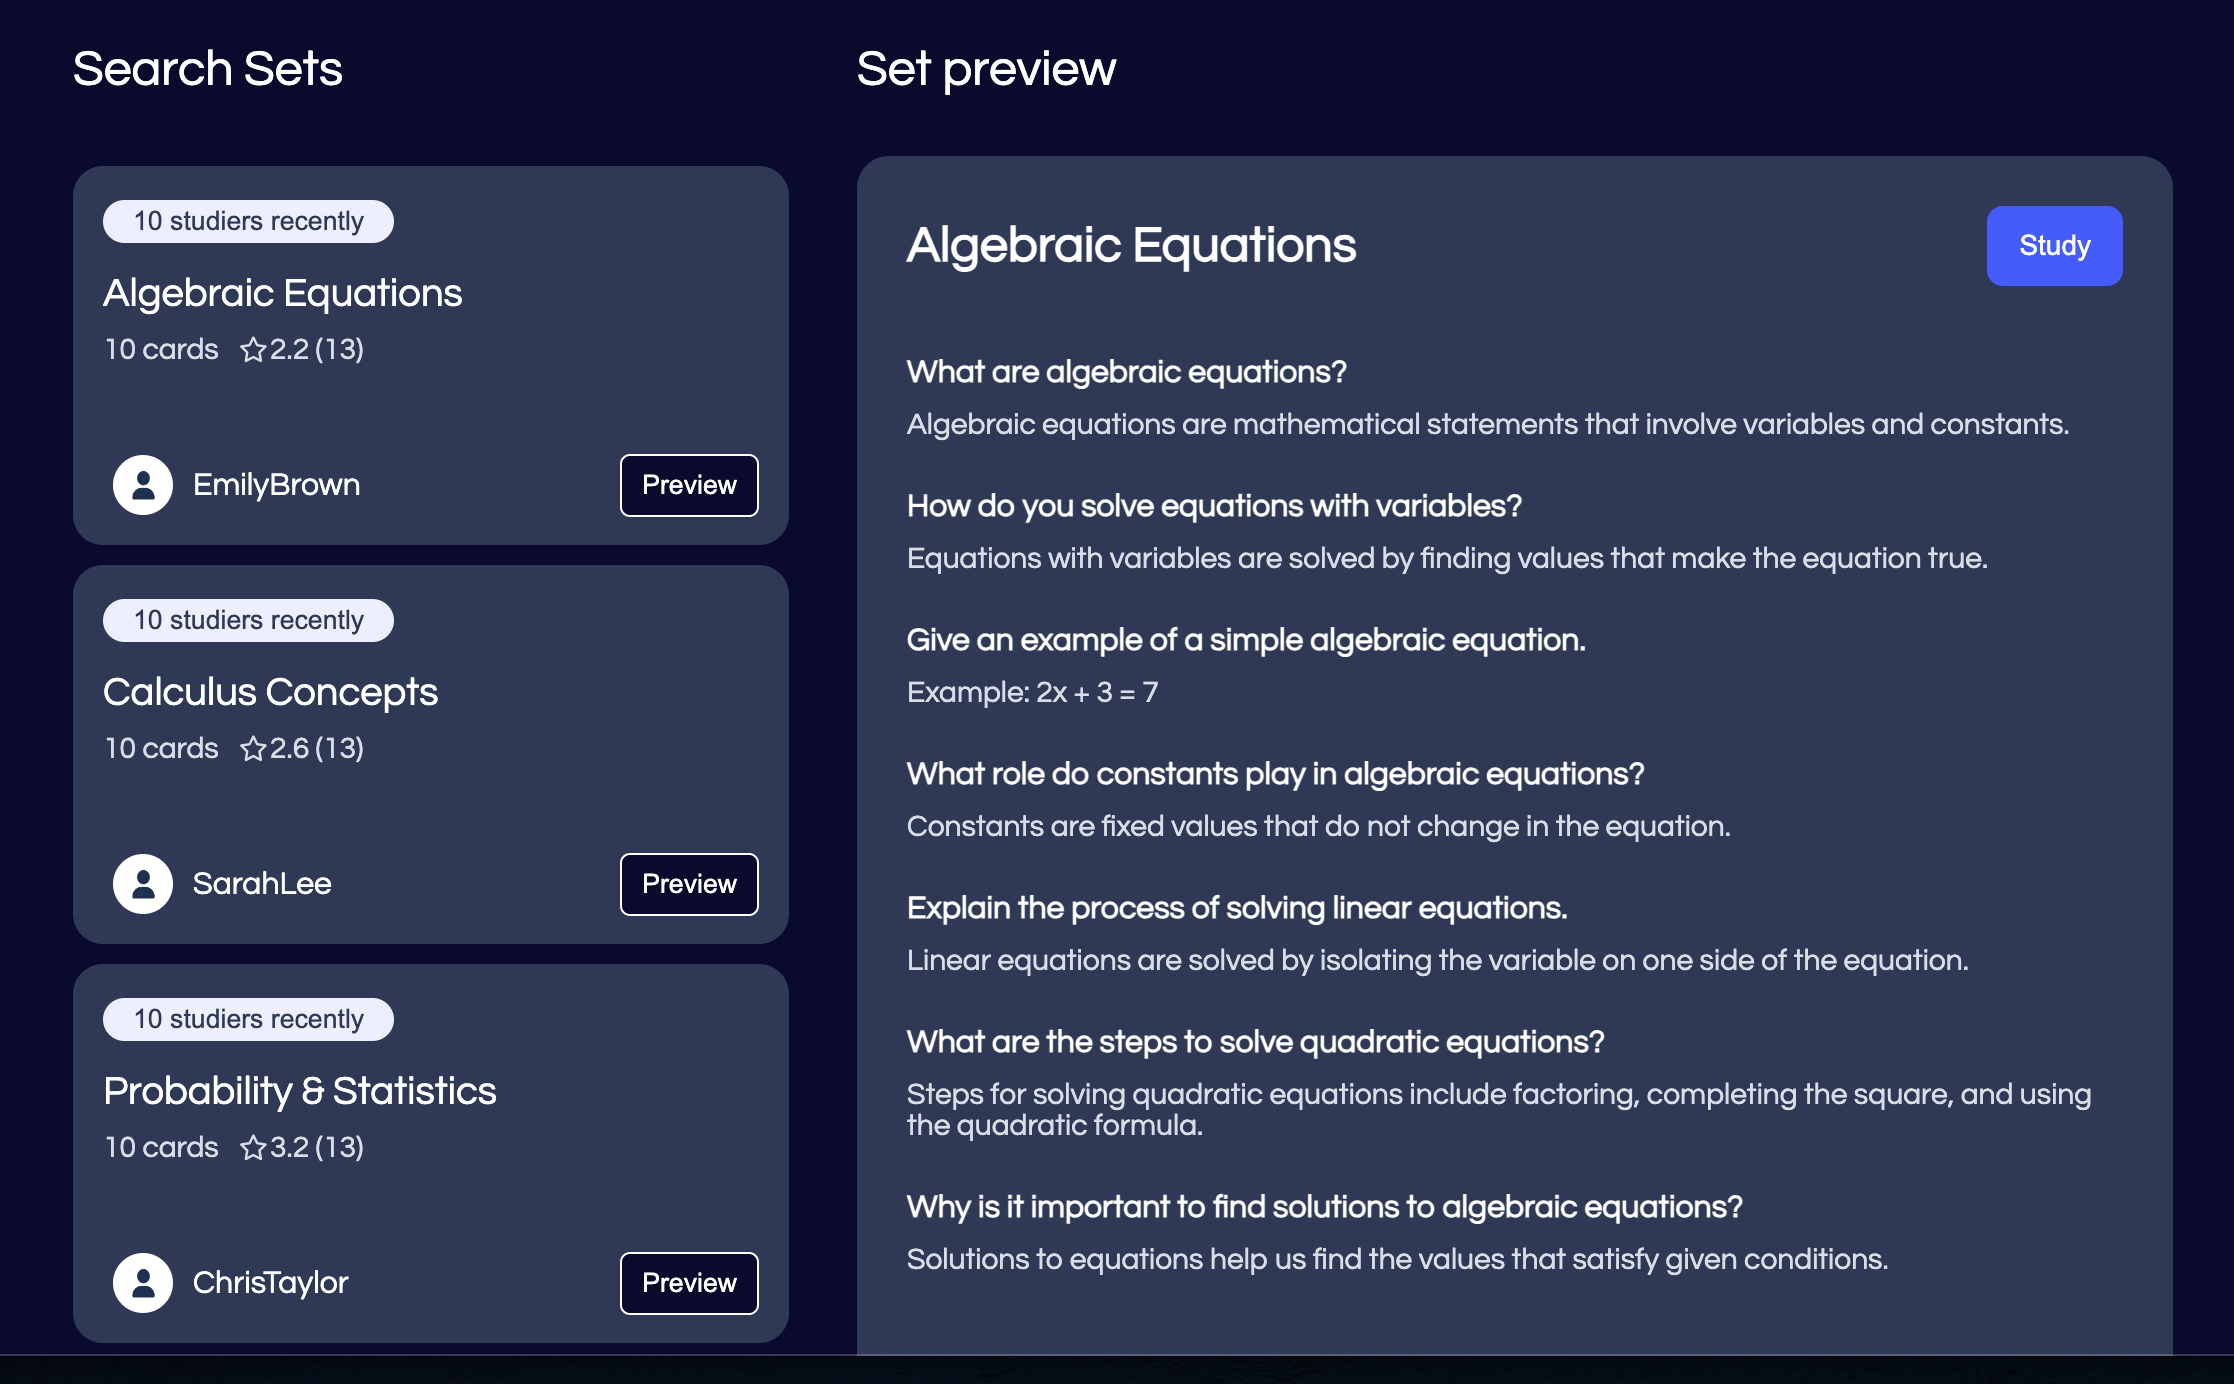 Search Sets
10 studiers recently
Algebraic Equations
10 cards 2.2 (13)
EmilyBrown
Preview
10 studiers recently
Calculus Concepts
10 cards 2.6 (13)
SarahLee
Preview
10 studiers recently
Probability & Statistics
10 cards 3.2 (13)
ChrisTaylor
Preview
Set preview
Algebraic Equations
Study
What are algebraic equations?
Algebraic equations are mathematical statements that involve variables and constants.
How do you solve equations with variables?
Equations with variables are solved by finding values that make the equation true.
Give an example of a simple algebraic equation.
Example: 2x + 3 = 7
What role do constants play in algebraic equations?
Constants are fixed values that do not change in the equation.
Explain the process of solving linear equations.
Linear equations are solved by isolating the variable on one side of the equation.
What are the steps to solve quadratic equations?
Steps for solving quadratic equations include factoring, completing the square, and using
the quadratic formula.
Why is it important to find solutions to algebraic equations?
Solutions to equations help us find the values that satisfy given conditions.